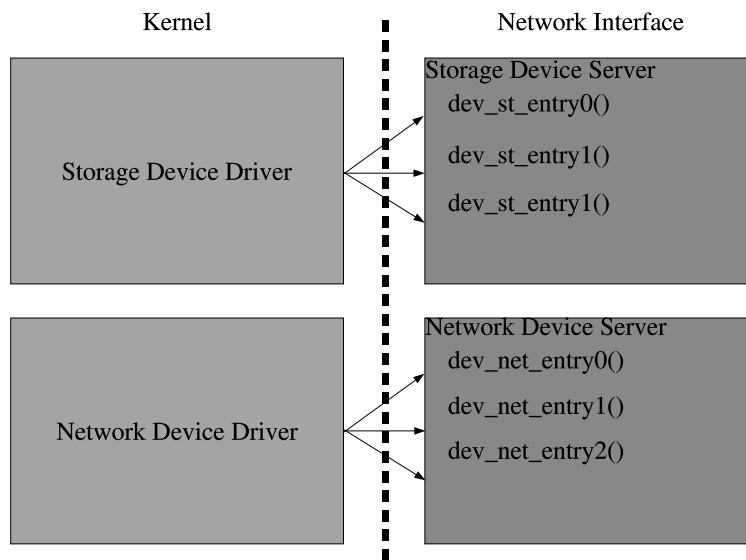 Kernel
Network Interface
Storage Device Driver
Storage Device Server
dev_st_entry0()
dev_st_entry1()
dev_st_entry1()
Network Device Driver
Network Device Server
dev_net_entry0()
dev_net_entry1()
dev_net_entry2()